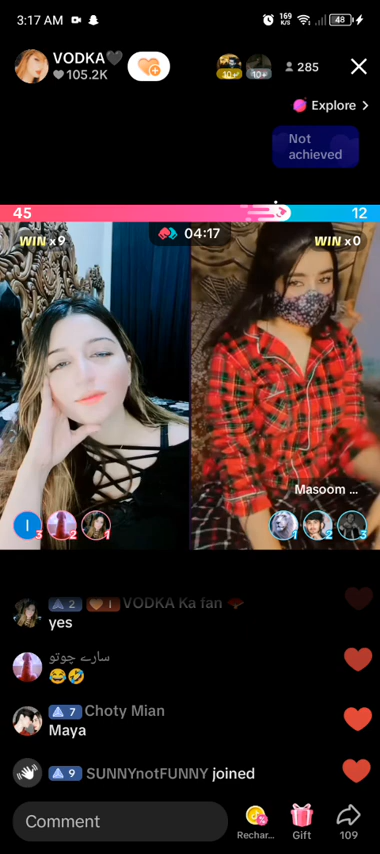 3:17 AM
169
K/S
48
VODKA🖤
105.2K
10+
10+
285
Explore >
Not
achieved
45
12
WIN x9
04:17
WIN x0
Masoom ...
I
3
2
1
1
2
3
2 I VODKA Ka fan
yes
سارے چوتو
😂🤣
7 Choty Mian
Maya
9 SUNNYnotFUNNY joined
Comment
Rechar...
Gift
109